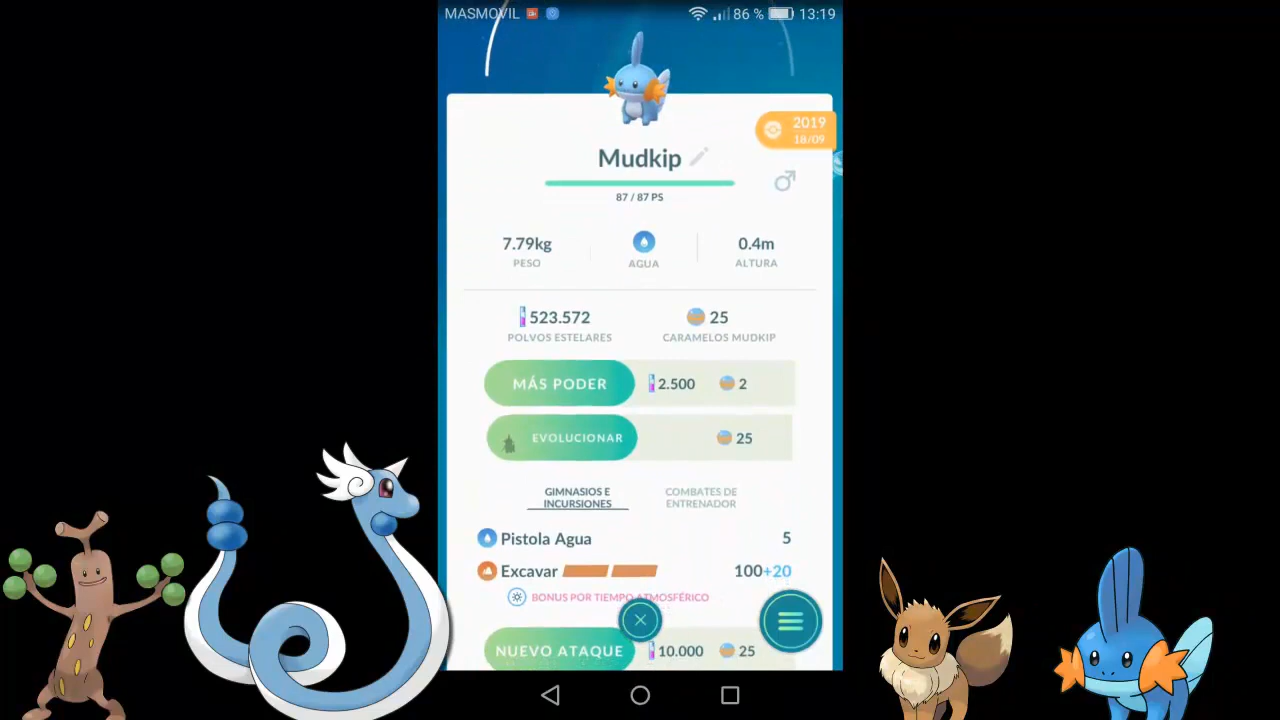 MASMOVIL 86 % 13:19
2019
18/09
Mudkip
87 / 87 PS
7.79kg 0.4m
PESO AGUA ALTURA
523.572 25
POLVOS ESTELARES CARAMELOS MUDKIP
MÁS PODER 2.500 2
EVOLUCIONAR 25
GIMNASIOS E
INCURSIONES
COMBATES DE
ENTRENADOR
Pistola Agua 5
Excavar 100+20
BONUS POR TIEMPO ATMOSFÉRICO
NUEVO ATAQUE 10.000 25